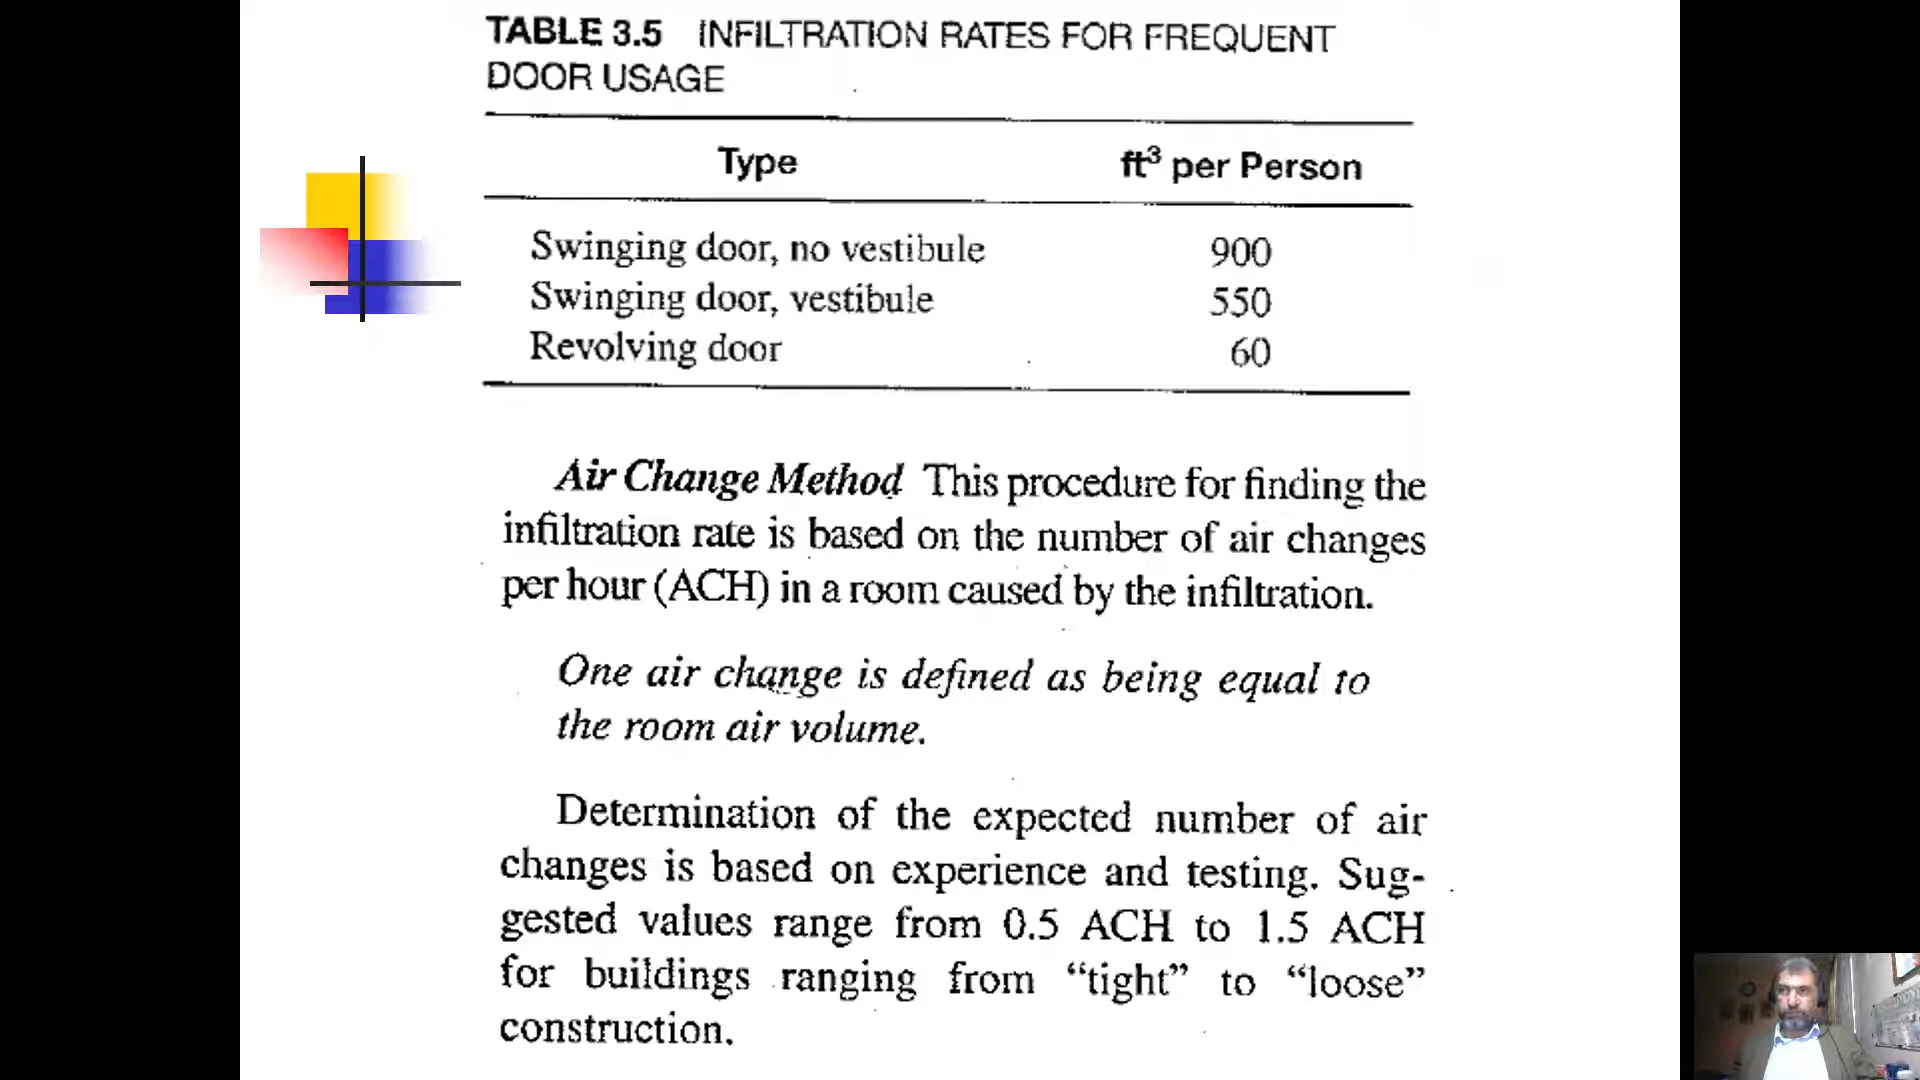 TABLE 3.5 INFILTRATION RATES FOR FREQUENT
DOOR USAGE
Type ft³ per Person
Swinging door, no vestibule 900
Swinging door, vestibule 550
Revolving door 60
Air Change Method This procedure for finding the
infiltration rate is based on the number of air changes
per hour (ACH) in a room caused by the infiltration.
One air change is defined as being equal to
the room air volume.
Determination of the expected number of air
changes is based on experience and testing. Sug-
gested values range from 0.5 ACH to 1.5 ACH
for buildings ranging from “tight” to “loose”
construction.